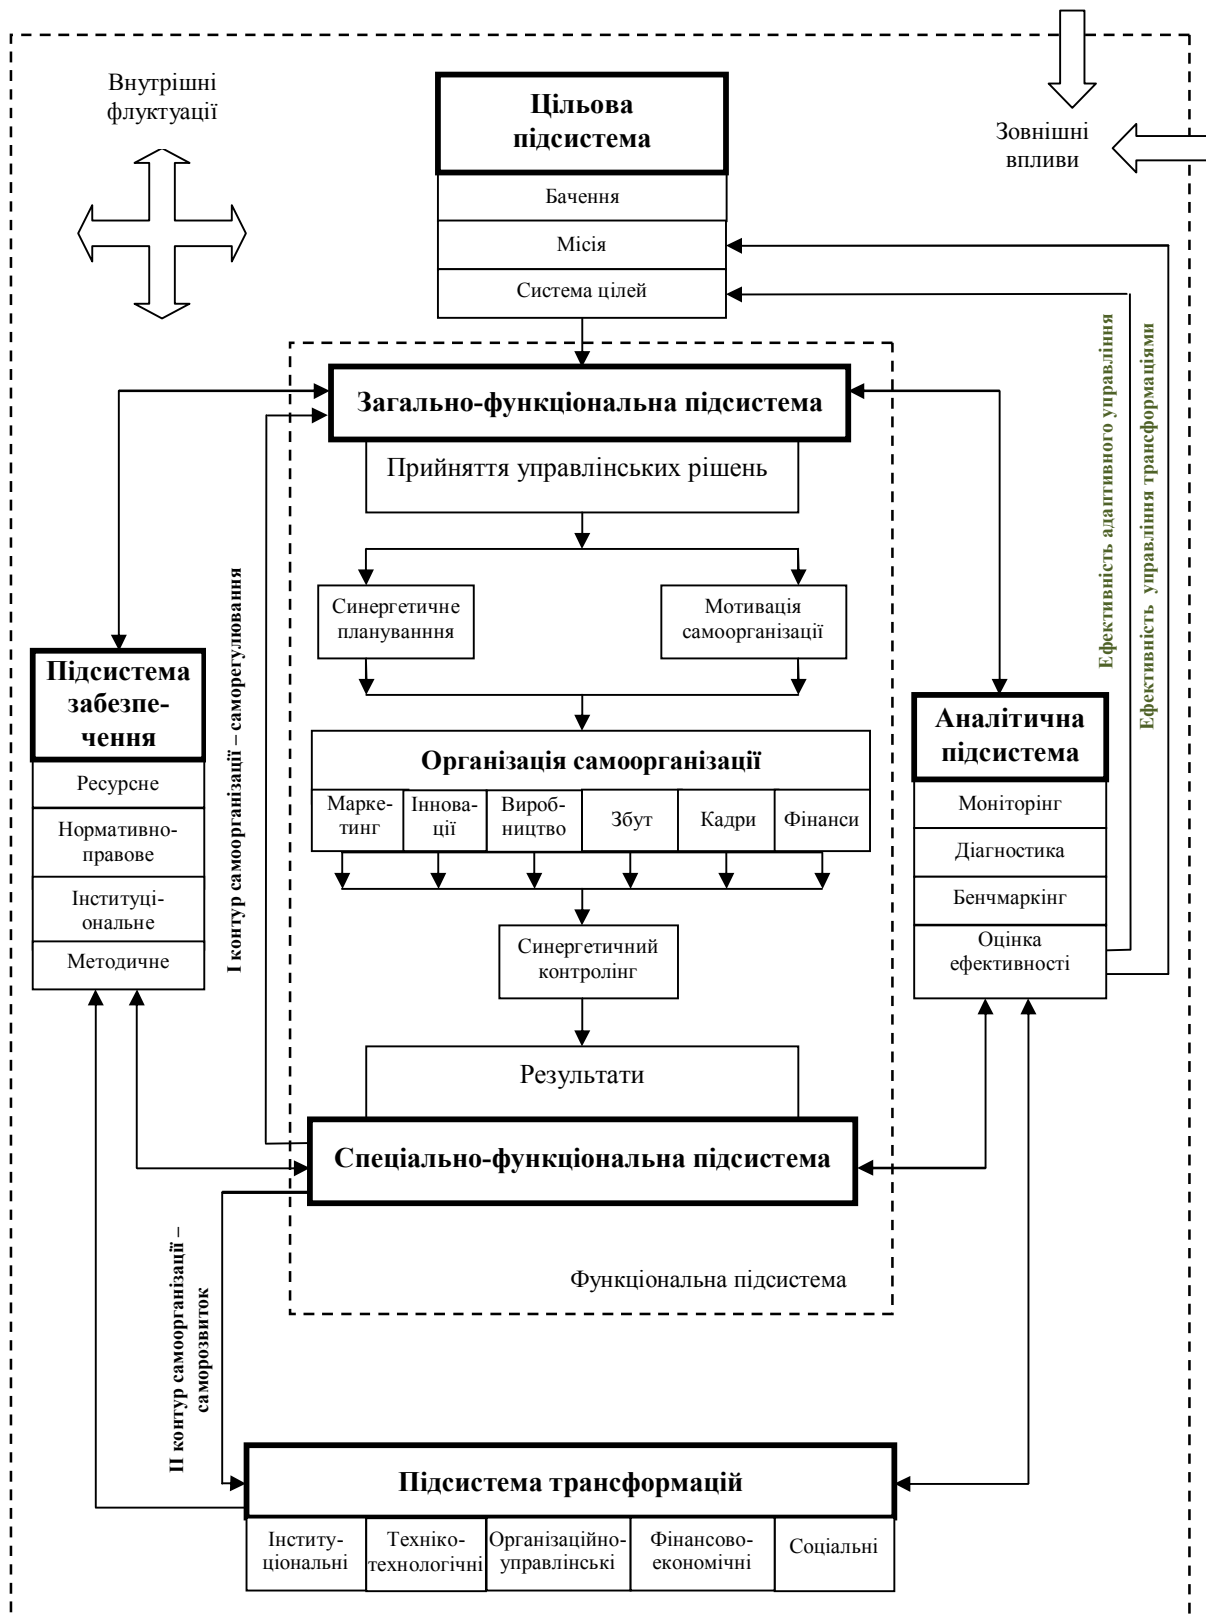 Внутрішні
флуктуації
Цільова
підсистема
Зовнішні
впливи
Бачення
Місія
Система цілей
Загально-функціональна підсистема
Прийняття управлінських рішень
Синергетичне
плануванння
Мотивація
самоорганізації
Ефективність адаптивного управління
Ефективність управління трансформаціями
І контур самоорганізації – саморегулювання
Підсистема
забезпе-
чення
Ресурсне
Нормативно-
правове
Інституці-
ональне
Методичне
Організація самоорганізації
Марке-
тинг
Іннова-
ції
Вироб-
ництво
Збут
Кадри
Фінанси
Аналітична
підсистема
Моніторінг
Діагностика
Бенчмаркінг
Оцінка
ефективності
Синергетичний
контролінг
Результати
Спеціально-функціональна підсистема
Функціональна підсистема
ІІ контур самоорганізації –
саморозвиток
Підсистема трансформацій
Інститу-
ціональні
Техніко-
технологічні
Організаційно-
управлінські
Фінансово-
економічні
Соціальні